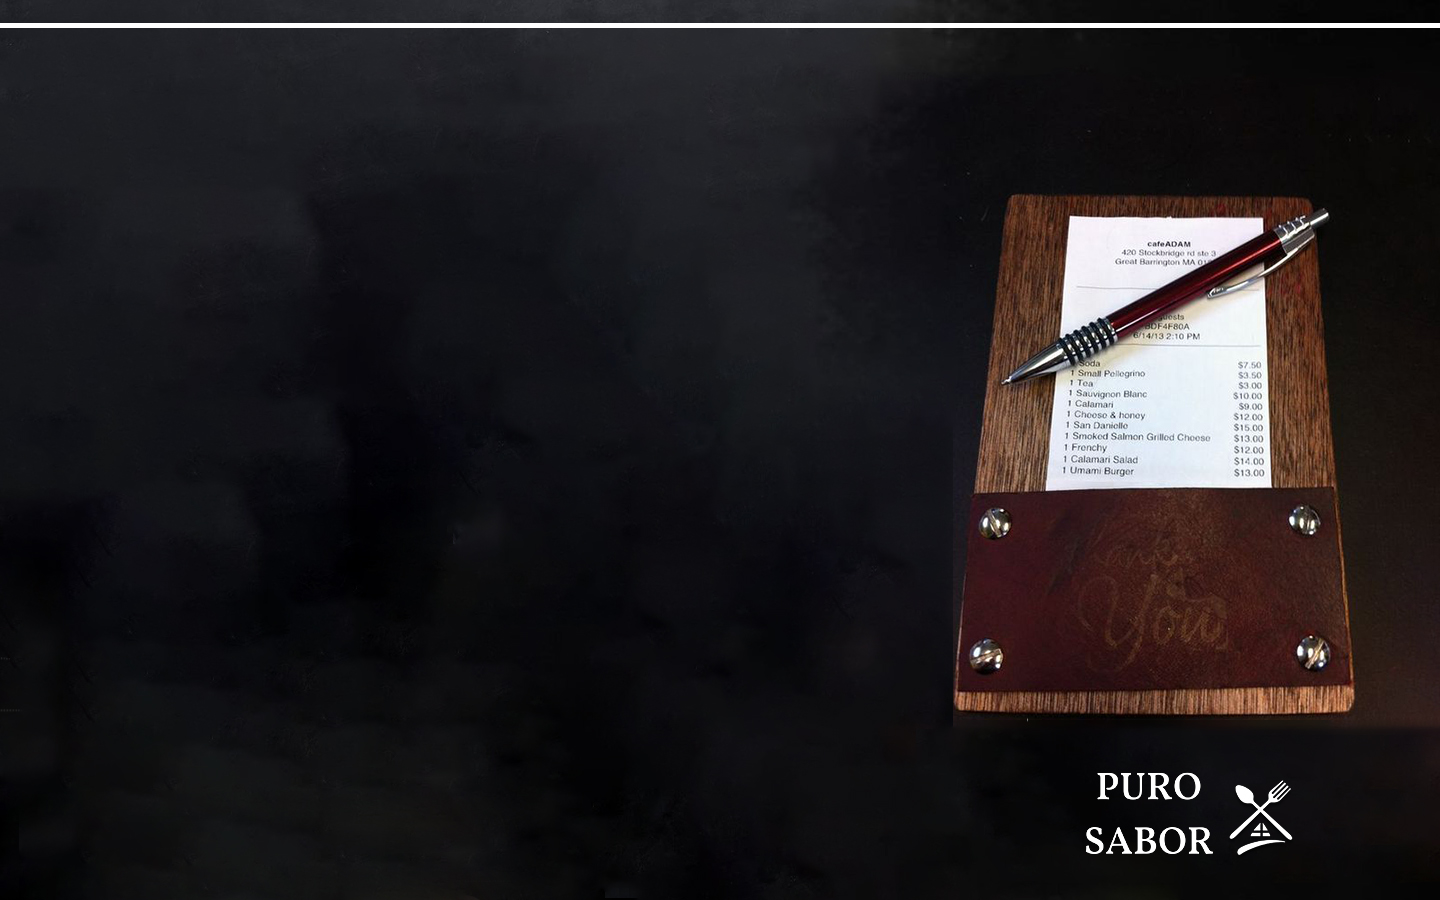 cafeADAM
420 Stockbridge rd ste 3
Great Barrington MA
BDF4F80A
6/14/13 2:10 PM
Soda $7.50
1 Small Pellegrino $3.50
1 Tea $3.00
1 Sauvignon Blanc $10.00
1 Calamari $9.00
1 Cheese & honey $12.00
1 San Danielle $15.00
1 Smoked Salmon Grilled Cheese $13.00
1 Frenchy $12.00
1 Calamari Salad $14.00
1 Umami Burger $13.00
You
PURO
SABOR